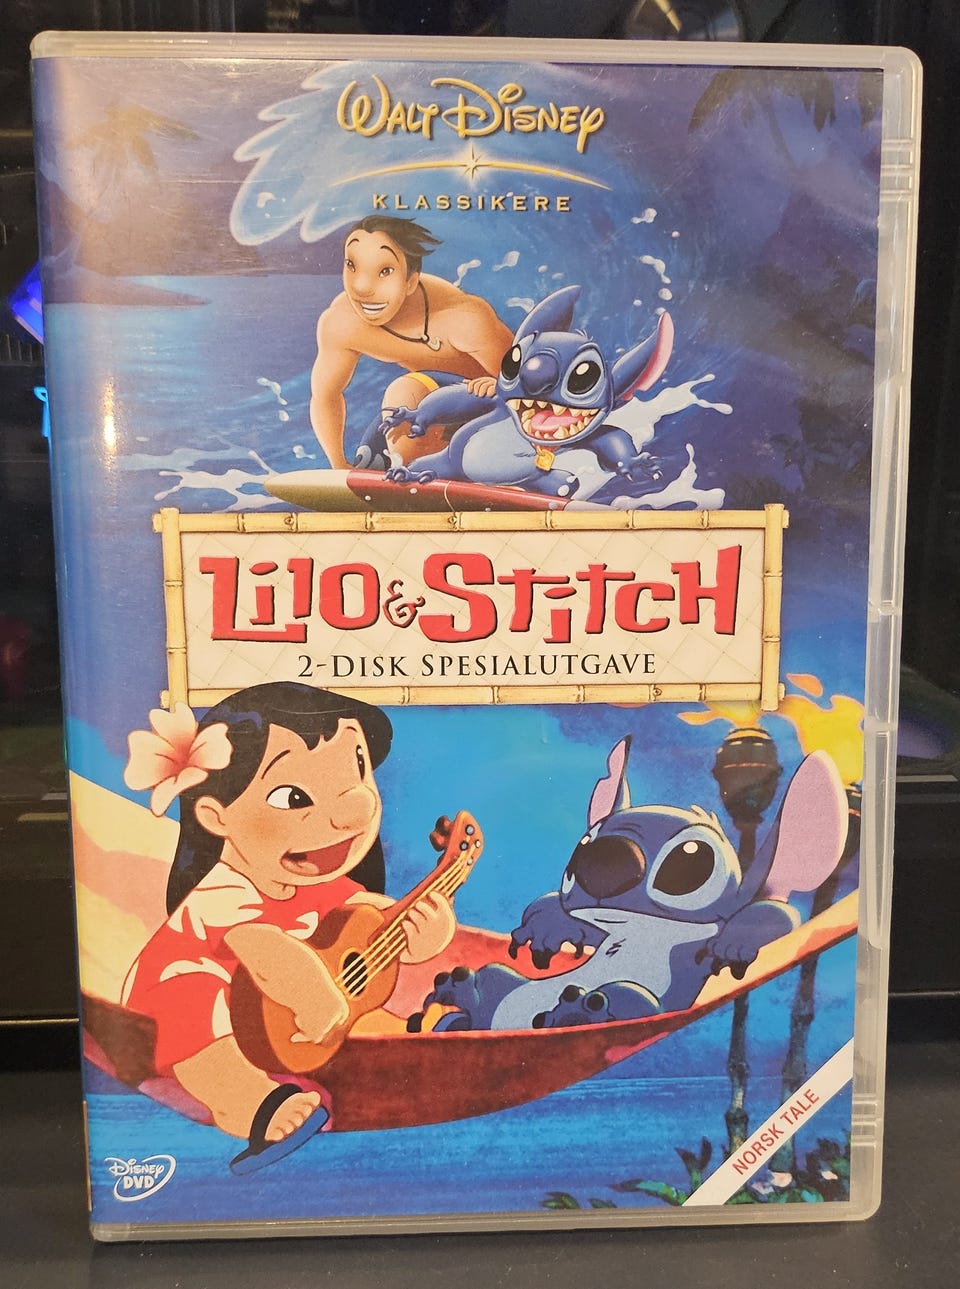 WALT DISNEY
KLASSIKERE
LILO & STITCH
2-DISK SPESIALUTGAVE
NORSK TALE
DISNEY
DVD